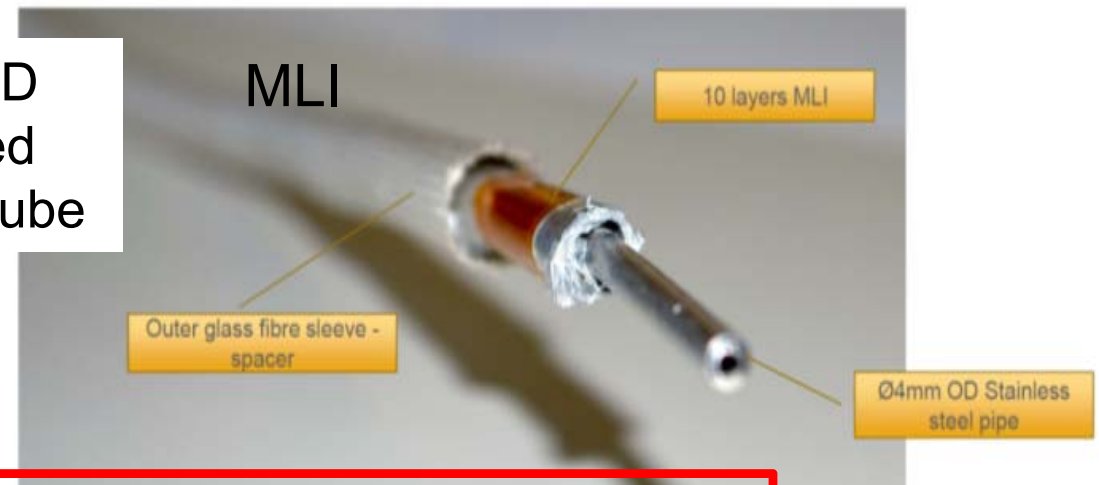 D
ed
ube
MLI
10 layers MLI
Outer glass fibre sleeve -
spacer
Ø4mm OD Stainless
steel pipe